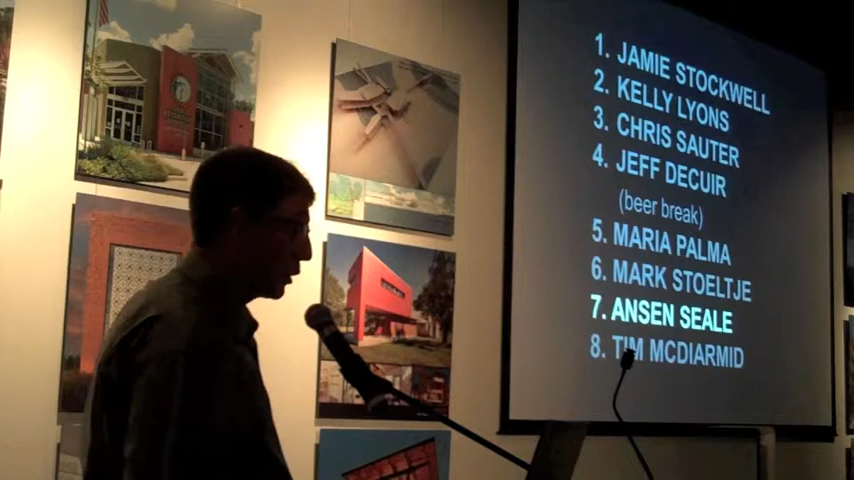 1. JAMIE STOCKWELL
2. KELLY LYONS
3. CHRIS SAUTER
4. JEFF DECUIR
(beer break)
5. MARIA PALMA
6. MARK STOELTJE
7. ANSEN SEALE
8. TIM MCDIARMID